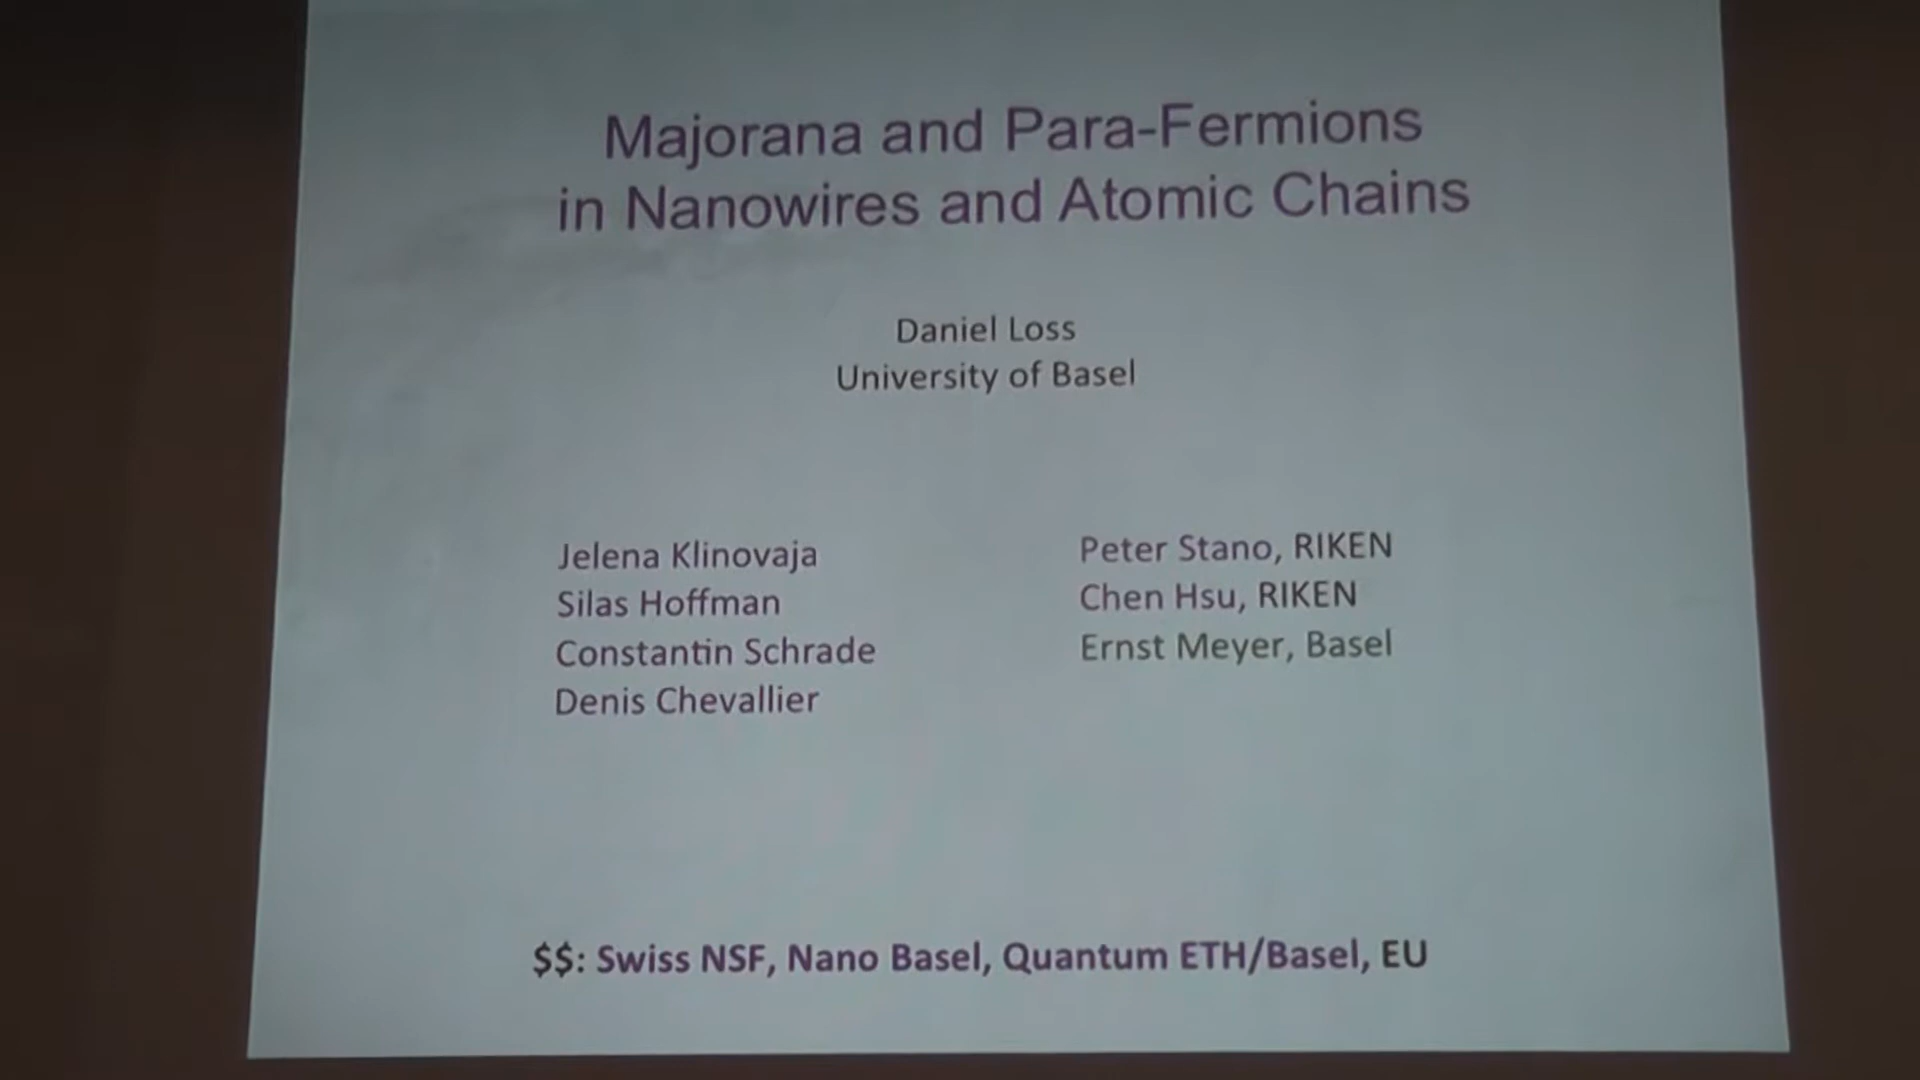 Majorana and Para-Fermions
in Nanowires and Atomic Chains
Daniel Loss
University of Basel
Jelena Klinovaja
Silas Hoffman
Constantin Schrade
Denis Chevallier
Peter Stano, RIKEN
Chen Hsu, RIKEN
Ernst Meyer, Basel
$$: Swiss NSF, Nano Basel, Quantum ETH/Basel, EU